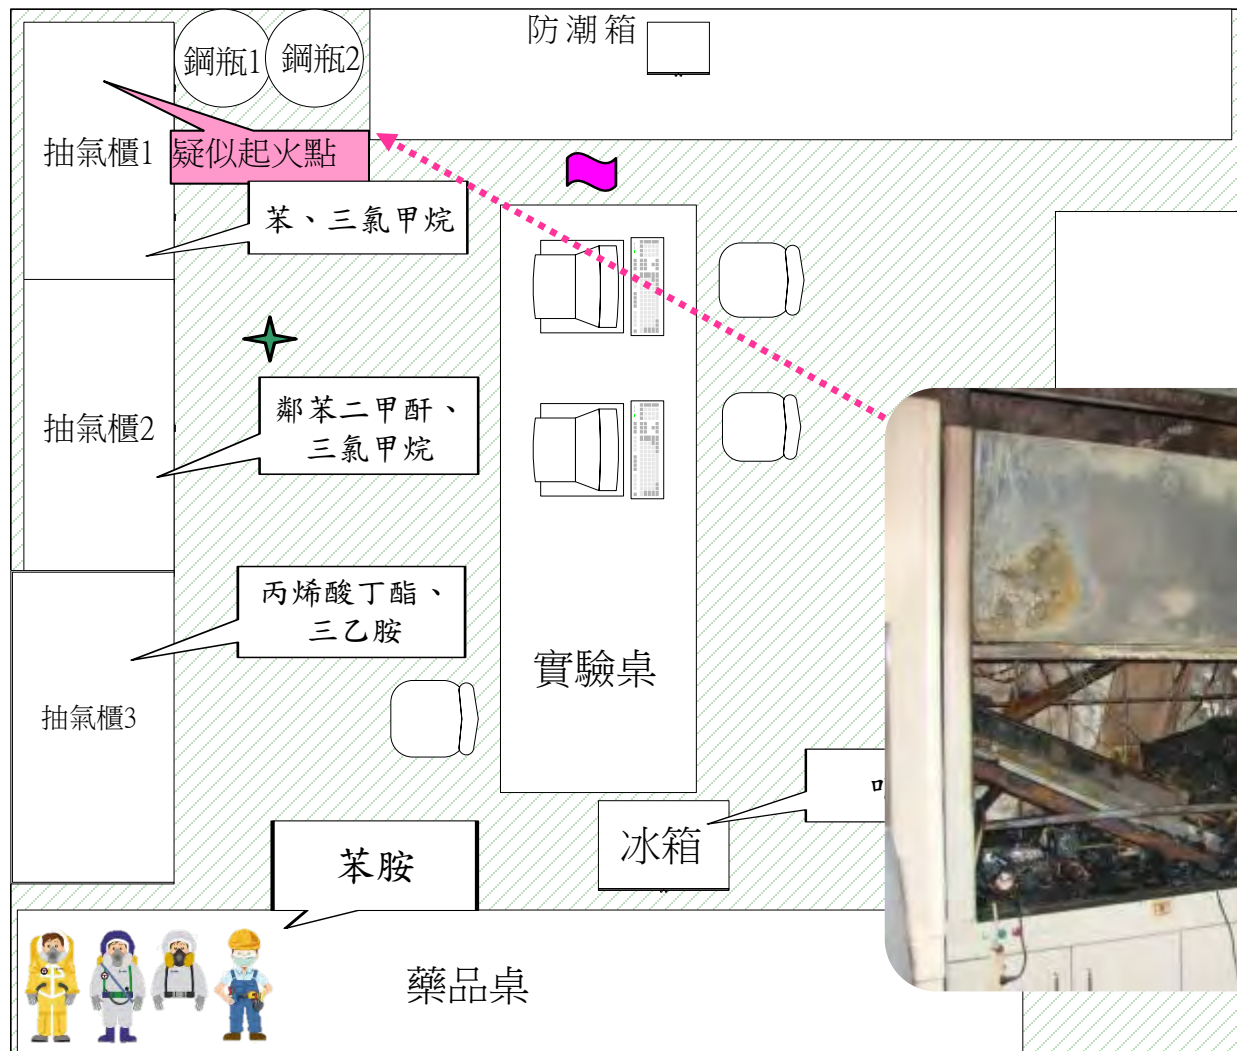 防潮箱
鋼瓶1
鋼瓶2
抽氣櫃1
疑似起火點
苯、三氯甲烷
抽氣櫃2
鄰苯二甲酐、
三氯甲烷
丙烯酸丁酯、
三乙胺
抽氣櫃3
實驗桌
冰箱
苯胺
藥品桌